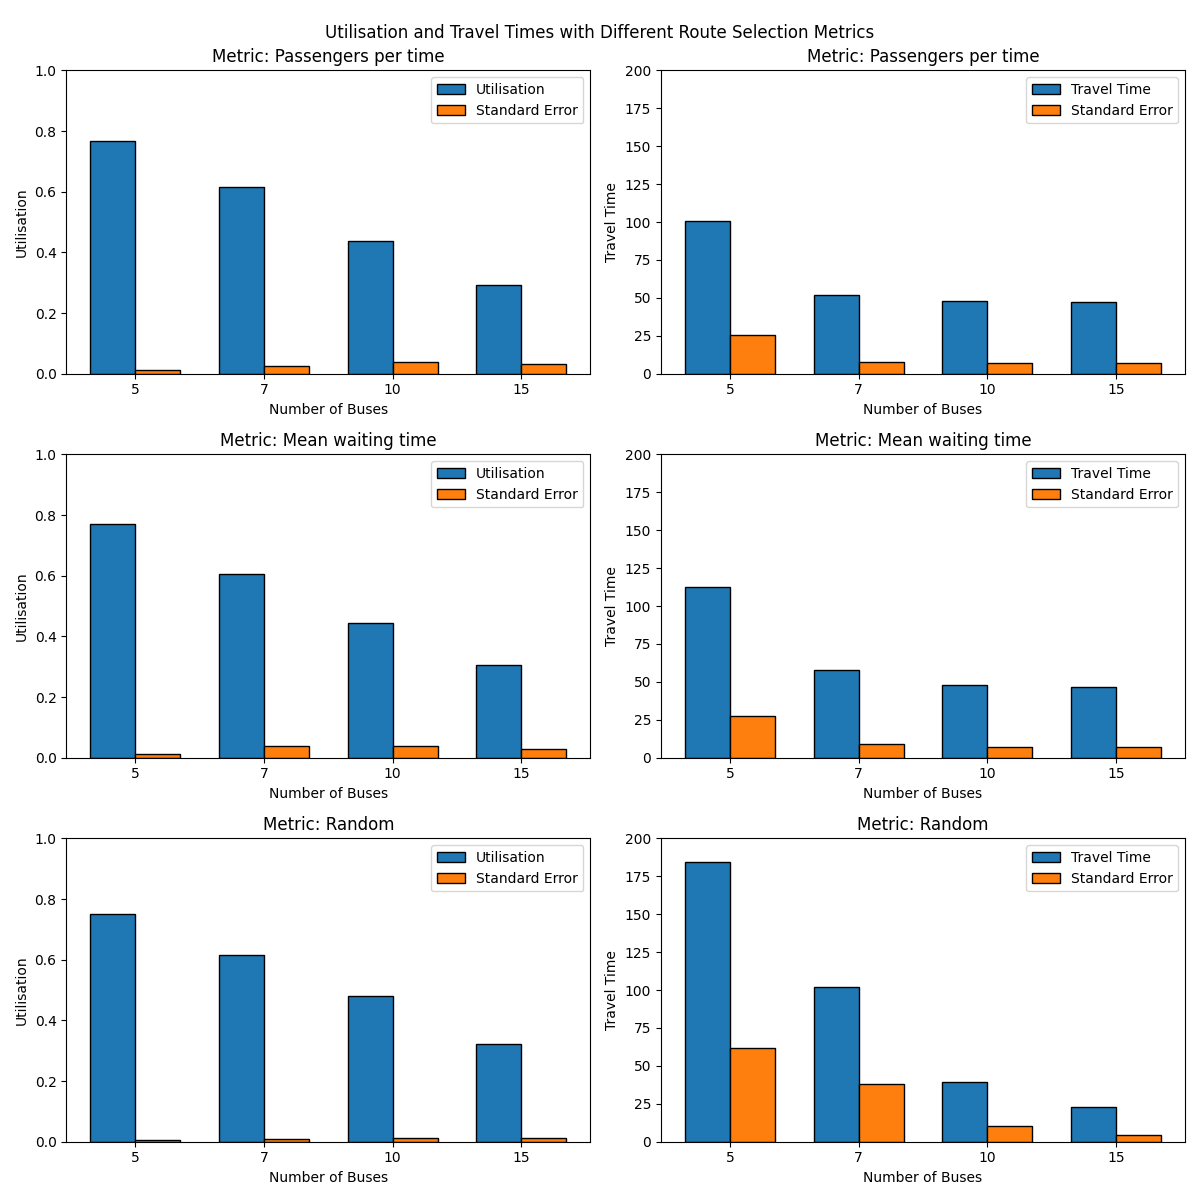 Utilisation and Travel Times with Different Route Selection Metrics
Metric: Passengers per time
1.0
0.8
0.6
0.4
0.2
0.0
Utilisation
Utilisation
Standard Error
5
7
10
15
Number of Buses
Metric: Passengers per time
200
175
150
125
100
75
50
25
0
Travel Time
Travel Time
Standard Error
5
7
10
15
Number of Buses
Metric: Mean waiting time
1.0
0.8
0.6
0.4
0.2
0.0
Utilisation
Utilisation
Standard Error
5
7
10
15
Number of Buses
Metric: Mean waiting time
200
175
150
125
100
75
50
25
0
Travel Time
Travel Time
Standard Error
5
7
10
15
Number of Buses
Metric: Random
1.0
0.8
0.6
0.4
0.2
0.0
Utilisation
Utilisation
Standard Error
5
7
10
15
Number of Buses
Metric: Random
200
175
150
125
100
75
50
25
0
Travel Time
Travel Time
Standard Error
5
7
10
15
Number of Buses